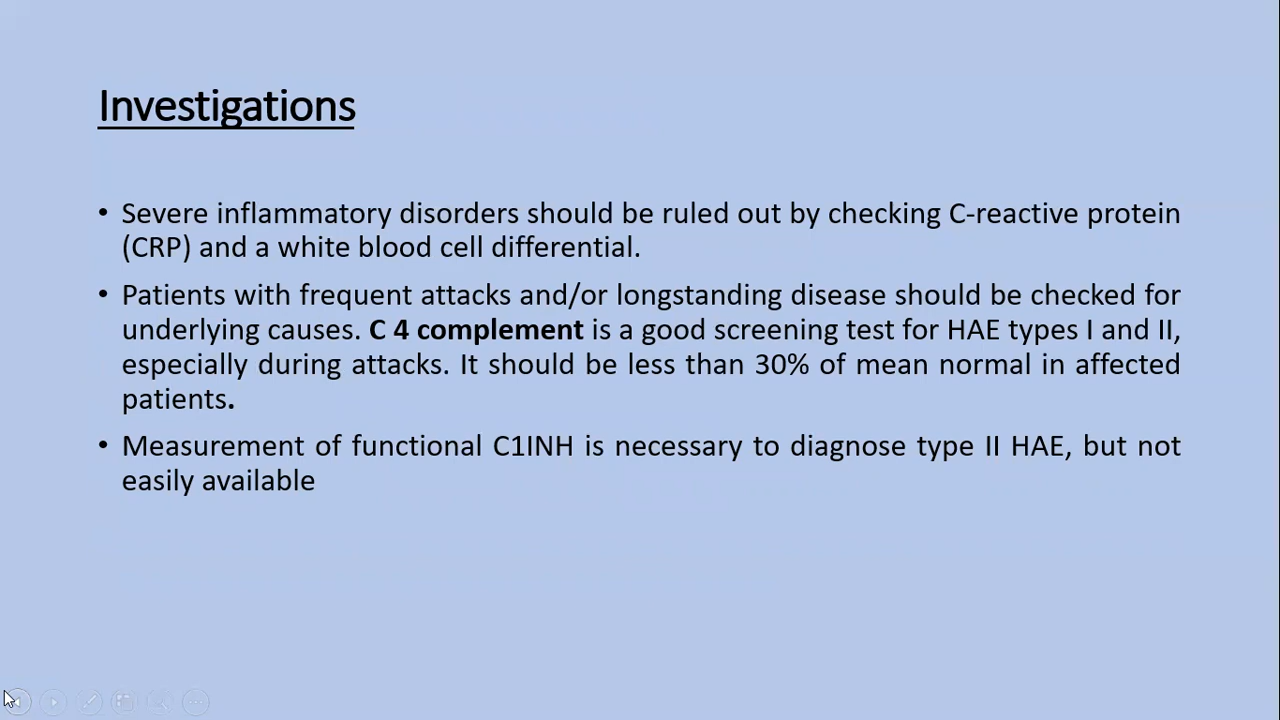 Investigations
• Severe inflammatory disorders should be ruled out by checking C-reactive protein
(CRP) and a white blood cell differential.
• Patients with frequent attacks and/or longstanding disease should be checked for
underlying causes. C 4 complement is a good screening test for HAE types I and II,
especially during attacks. It should be less than 30% of mean normal in affected
patients.
• Measurement of functional C1INH is necessary to diagnose type II HAE, but not
easily available